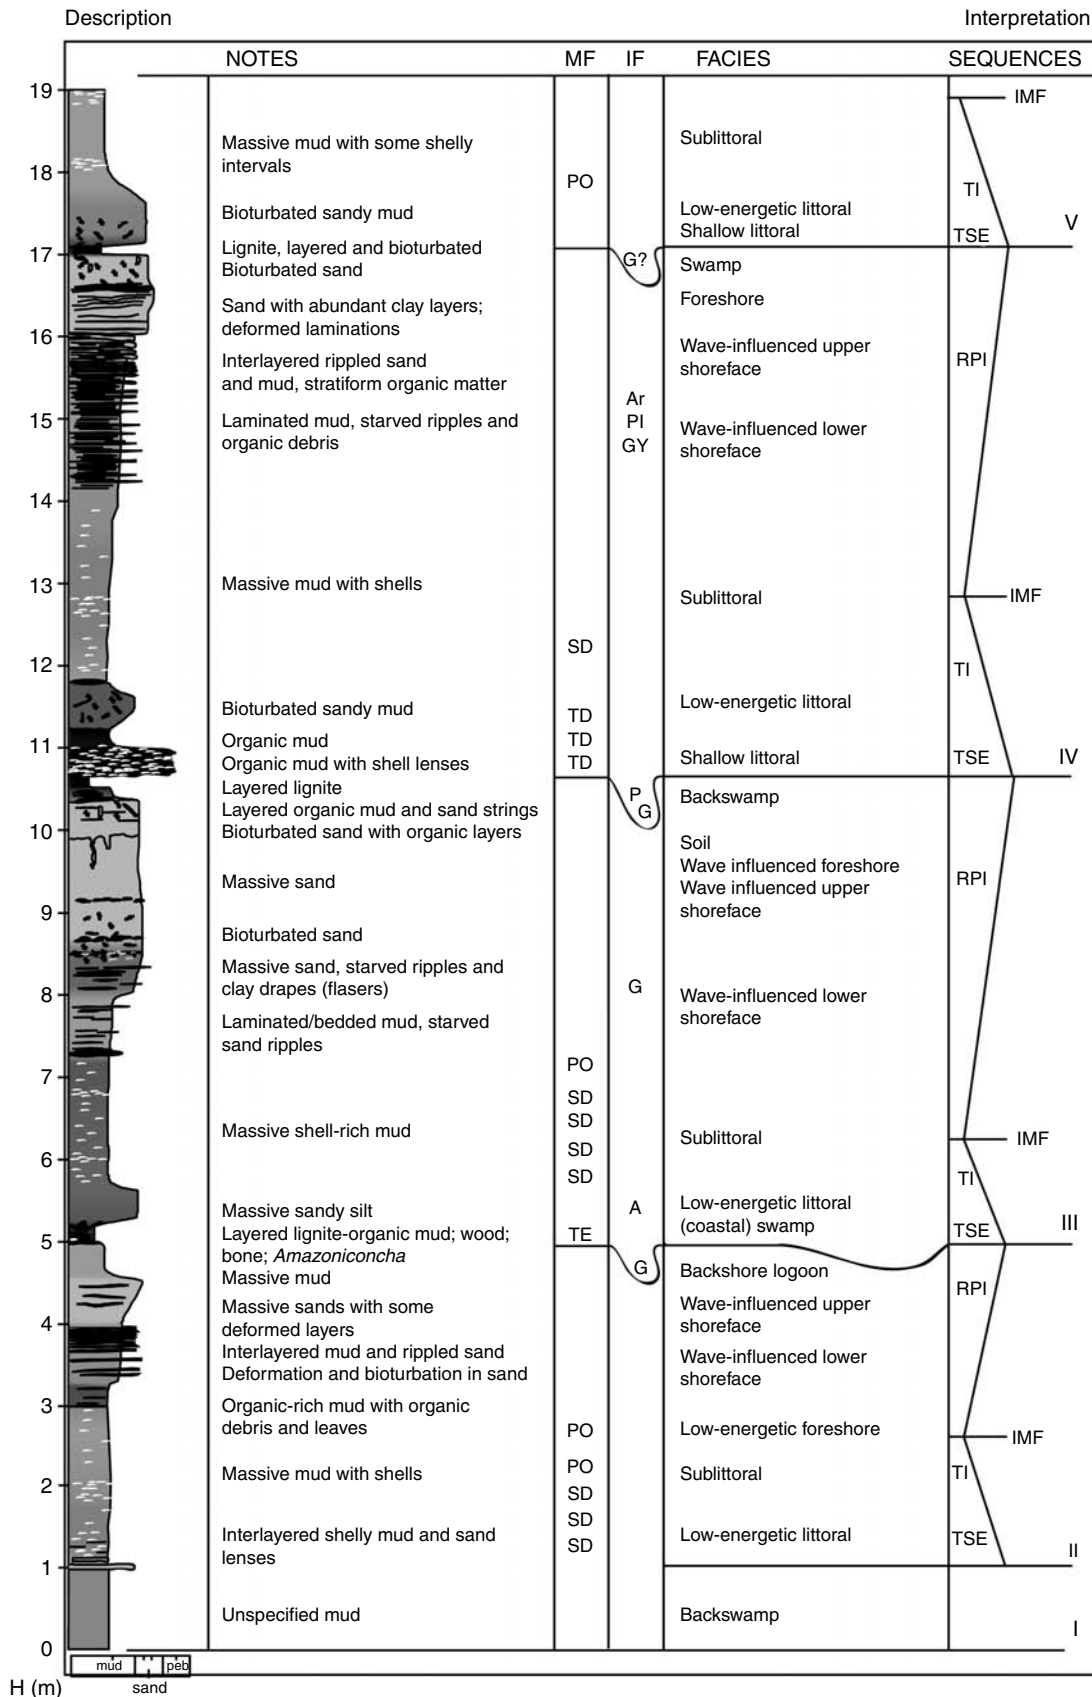 Description
Interpretation
NOTES MF IF FACIES SEQUENCES
19
IMF
Massive mud with some shelly
intervals
Sublittoral
18
PO
TI
Bioturbated sandy mud
Low-energetic littoral
Shallow littoral
V
TSE
Lignite, layered and bioturbated
17
G?
Bioturbated sand
Swamp
Sand with abundant clay layers;
deformed laminations
Foreshore
16
Interlayered rippled sand
and mud, stratiform organic matter
Wave-influenced upper
shoreface
RPI
Ar
PI
GY
15
Laminated mud, starved ripples and
organic debris
Wave-influenced lower
shoreface
14
13
Massive mud with shells
Sublittoral
IMF
SD
12
TI
Bioturbated sandy mud
TD
Low-energetic littoral
11
Organic mud
TD
Organic mud with shell lenses
TD
Shallow littoral
TSE
IV
Layered lignite
P
G
Backswamp
Layered organic mud and sand strings
10
Bioturbated sand with organic layers
Soil
Wave influenced foreshore
Massive sand
Wave influenced upper
shoreface
RPI
9
Bioturbated sand
Massive sand, starved ripples and
clay drapes (flasers)
8
G
Wave-influenced lower
shoreface
Laminated/bedded mud, starved
sand ripples
7
PO
SD
SD
Massive shell-rich mud
SD
SD
Sublittoral
IMF
6
TI
Massive sandy silt
A
Low-energetic littoral
(coastal) swamp
III
Layered lignite-organic mud; wood;
bone; Amazoniconcha
TE
TSE
5
Massive mud
G
Backshore logoon
RPI
Massive sands with some
deformed layers
Wave-influenced upper
shoreface
4
Interlayered mud and rippled sand
Deformation and bioturbation in sand
Wave-influenced lower
shoreface
3
Organic-rich mud with organic
debris and leaves
PO
Low-energetic foreshore
IMF
2
Massive mud with shells
PO
SD
SD
SD
Sublittoral
TI
Interlayered shelly mud and sand
lenses
Low-energetic littoral
TSE
II
1
Unspecified mud
Backswamp
I
0
mud
peb
H (m)
sand